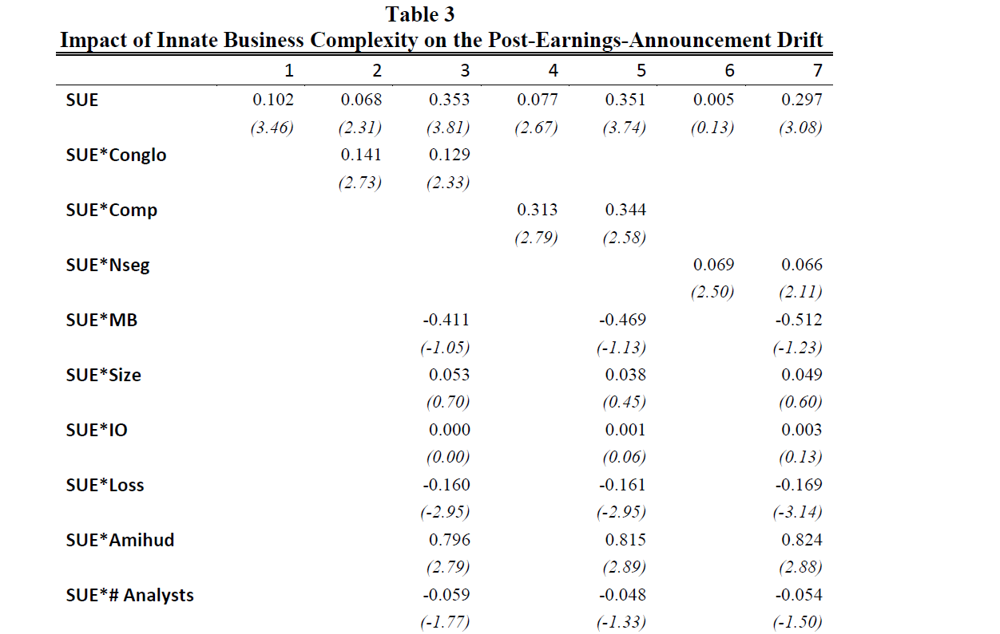 Table 3
Impact of Innate Business Complexity on the Post-Earnings-Announcement Drift
1 2 3 4 5 6 7
SUE 0.102 0.068 0.353 0.077 0.351 0.005 0.297
(3.46) (2.31) (3.81) (2.67) (3.74) (0.13) (3.08)
SUE*Conglo 0.141 0.129
(2.73) (2.33)
SUE*Comp 0.313 0.344
(2.79) (2.58)
SUE*Nseg 0.069 0.066
(2.50) (2.11)
SUE*MB -0.411 -0.469 -0.512
(-1.05) (-1.13) (-1.23)
SUE*Size 0.053 0.038 0.049
(0.70) (0.45) (0.60)
SUE*IO 0.000 0.001 0.003
(0.00) (0.06) (0.13)
SUE*Loss -0.160 -0.161 -0.169
(-2.95) (-2.95) (-3.14)
SUE*Amihud 0.796 0.815 0.824
(2.79) (2.89) (2.88)
SUE*# Analysts -0.059 -0.048 -0.054
(-1.77) (-1.33) (-1.50)